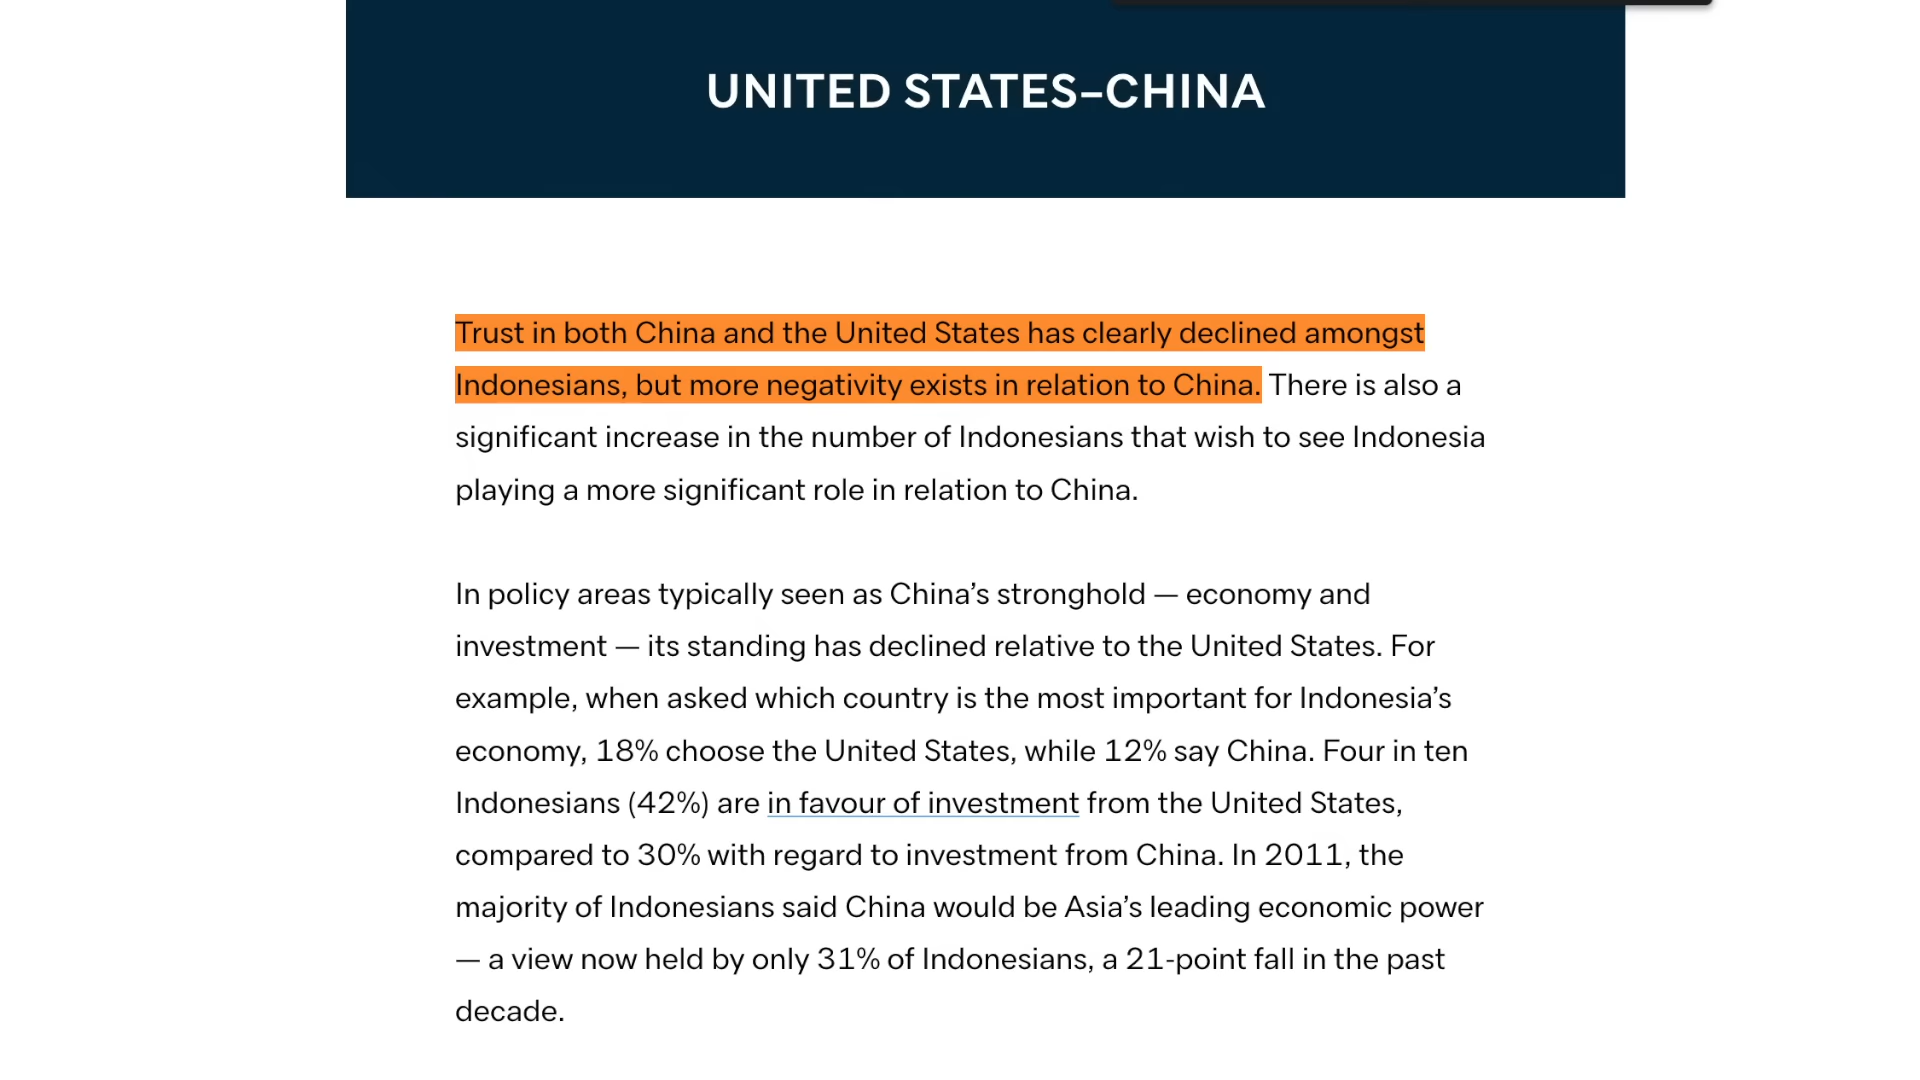 UNITED STATES–CHINA
Trust in both China and the United States has clearly declined amongst
Indonesians, but more negativity exists in relation to China. There is also a
significant increase in the number of Indonesians that wish to see Indonesia
playing a more significant role in relation to China.
In policy areas typically seen as China’s stronghold — economy and
investment — its standing has declined relative to the United States. For
example, when asked which country is the most important for Indonesia’s
economy, 18% choose the United States, while 12% say China. Four in ten
Indonesians (42%) are in favour of investment from the United States,
compared to 30% with regard to investment from China. In 2011, the
majority of Indonesians said China would be Asia’s leading economic power
— a view now held by only 31% of Indonesians, a 21-point fall in the past
decade.